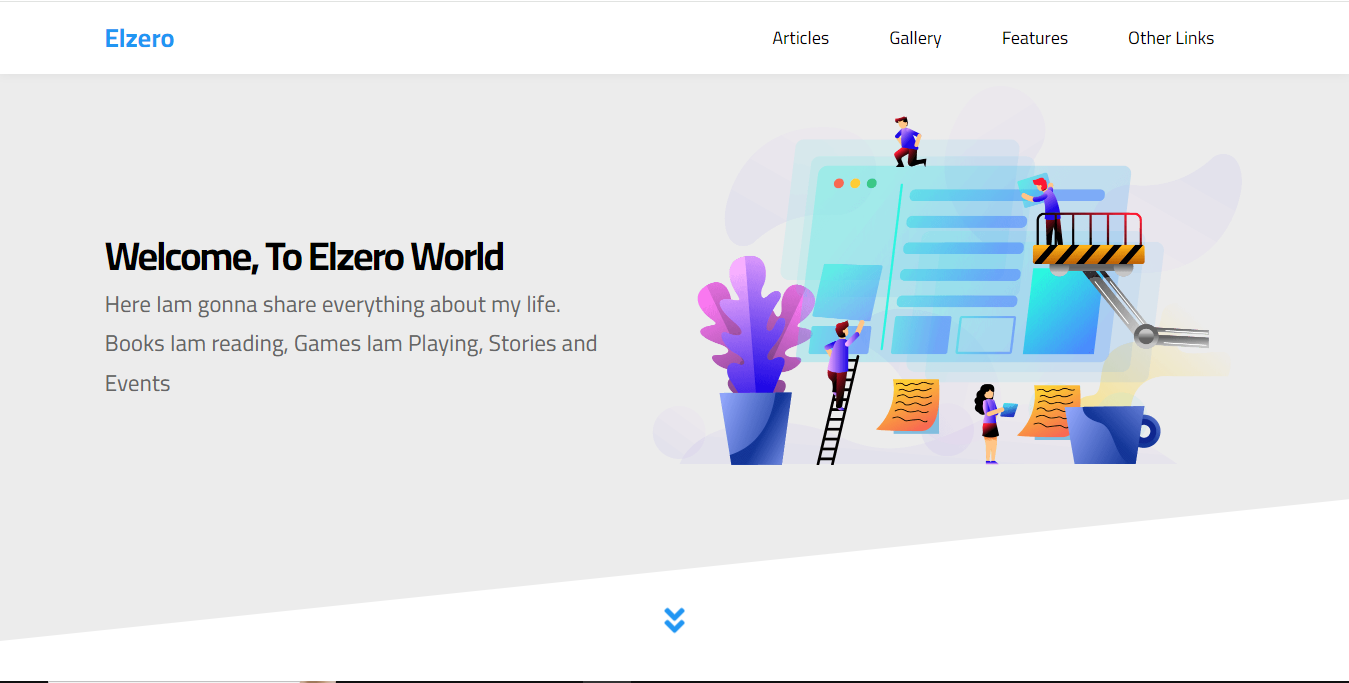 Elzero
Articles
Gallery
Features
Other Links
Welcome, To Elzero World
Here Iam gonna share everything about my life.
Books Iam reading, Games Iam Playing, Stories and
Events